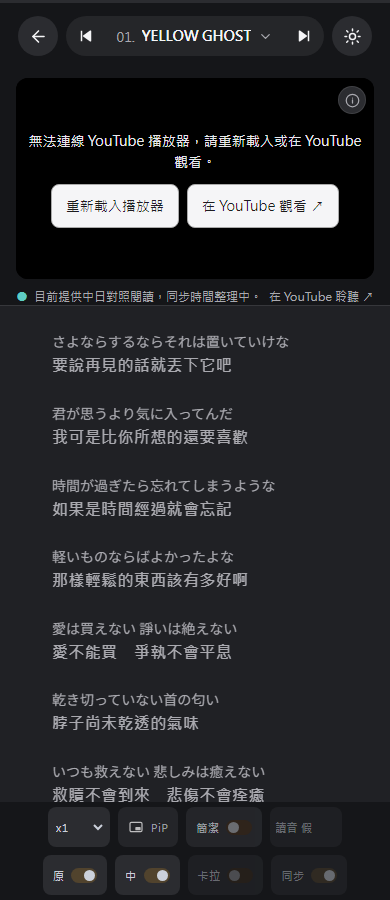 01. YELLOW GHOST
無法連線 YouTube 播放器，請重新載入或在 YouTube
觀看。
重新載入播放器
在 YouTube 觀看 ↗
目前提供中日對照閱讀，同步時間整理中。 在 YouTube 聆聽 ↗
さよならするならそれは置いていけな
要說再見的話就丟下它吧
君が思うより気に入ってんだ
我可是比你所想的還要喜歡
時間が過ぎたら忘れてしまうような
如果是時間經過就會忘記
軽いものならばよかったよな
那樣輕鬆的東西該有多好啊
愛は買えない 諍いは絶えない
愛不能買　爭執不會平息
乾き切っていない首の匂い
脖子尚未乾透的氣味
いつも救えない 悲しみは癒えない
救贖不會到來　悲傷不會痊癒
x1
PiP
簡潔
讀音 假
原
中
卡拉
同步